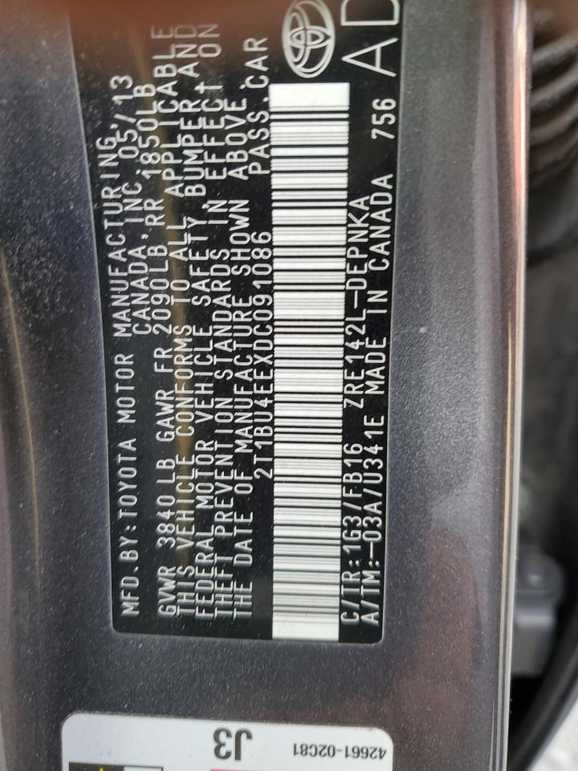 MFD. BY: TOYOTA MOTOR MANUFACTURING
CANADA, INC. 05/13
GVWR 3840 LB GAWR FR 2090LB, RR 1850LB
THIS VEHICLE CONFORMS TO ALL APPLICABLE
FEDERAL MOTOR VEHICLE SAFETY, BUMPER, AND
THEFT PREVENTION STANDARDS IN EFFECT ON
THE DATE OF MANUFACTURE SHOWN ABOVE.
2T1BU4EEXDC091086 PASS. CAR
C/TR: 1G3/FB16 ZRE142L-DEPNKA
A/TM: -03A/U341E MADE IN CANADA 756
AD
J3
42661-02C81